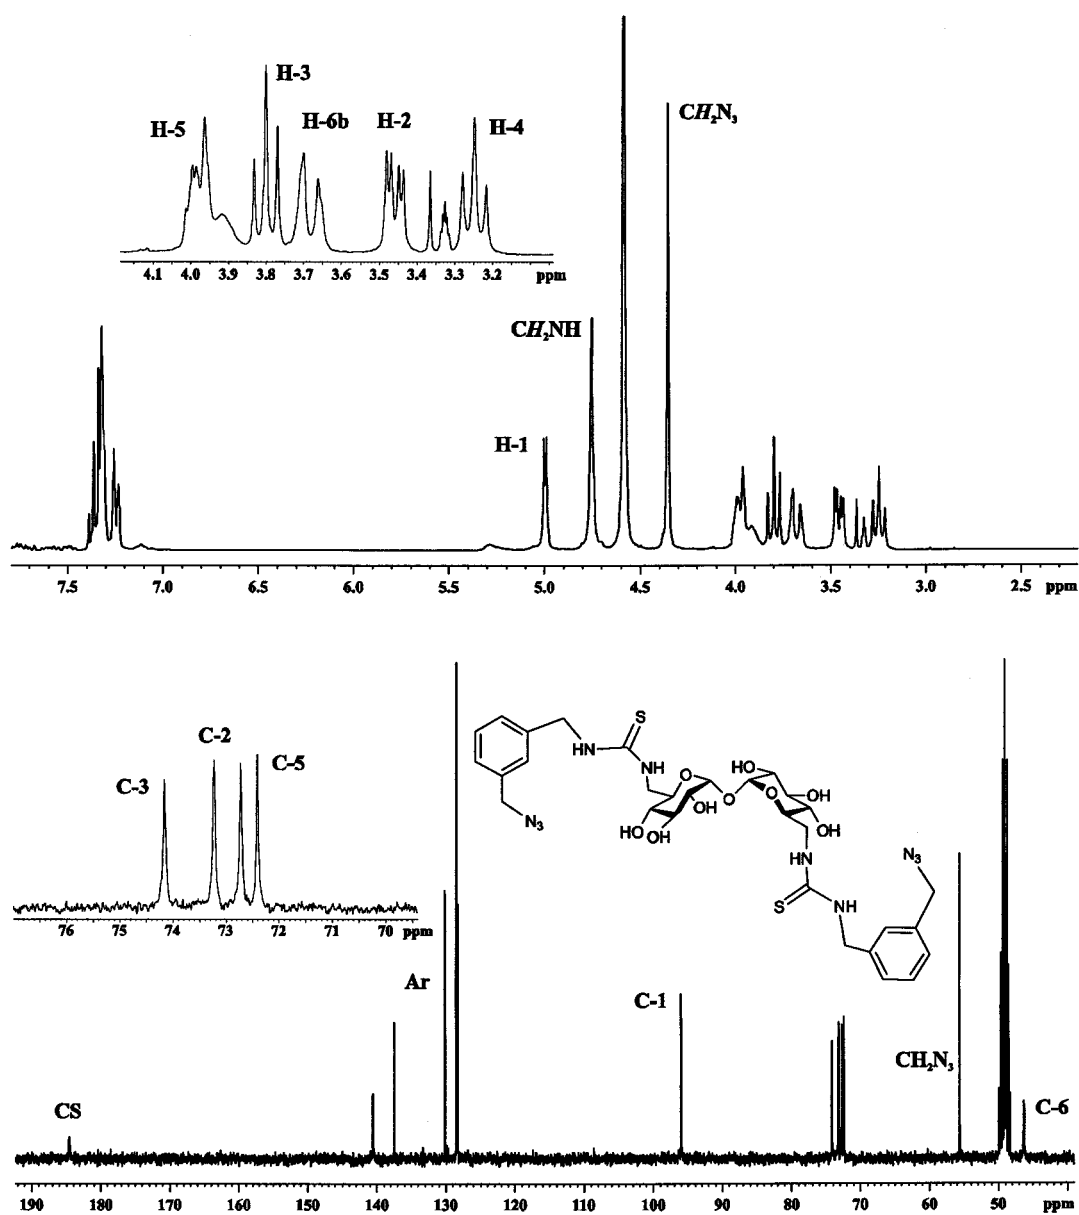 H-5 H-3 H-6b H-2 H-4
4.1 4.0 3.9 3.8 3.7 3.6 3.5 3.4 3.3 3.2 ppm
CH₂N₃
CH₂NH
H-1
7.5 7.0 6.5 6.0 5.5 5.0 4.5 4.0 3.5 3.0 2.5 ppm
C-3 C-2 C-5
76 75 74 73 72 71 70 ppm
S
HN
NH
N₃
O
HO
OH
O
O
HO
OH
OH
HO OH
HN
N₃
S
NH
CS
Ar
C-1
CH₂N₃
C-6
190 180 170 160 150 140 130 120 110 100 90 80 70 60 50 ppm